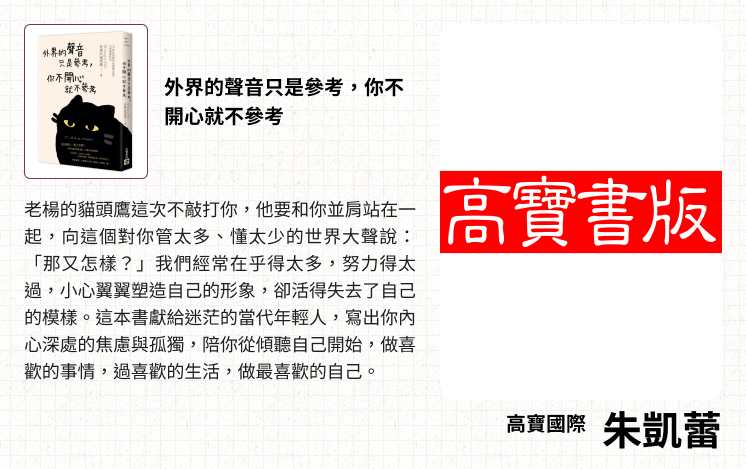 外界的聲音
只是參考，
你不開心
就不參考
外界的聲音只是參考，你不
開心就不參考
老楊的貓頭鷹這次不敲打你，他要和你並肩站在一
起，向這個對你管太多、懂太少的世界大聲說：
「那又怎樣？」我們經常在乎得太多，努力得太
過，小心翼翼塑造自己的形象，卻活得失去了自己
的模樣。這本書獻給迷茫的當代年輕人，寫出你內
心深處的焦慮與孤獨，陪你從傾聽自己開始，做喜
歡的事情，過喜歡的生活，做最喜歡的自己。
高寶書版
高寶國際 朱凱蕾